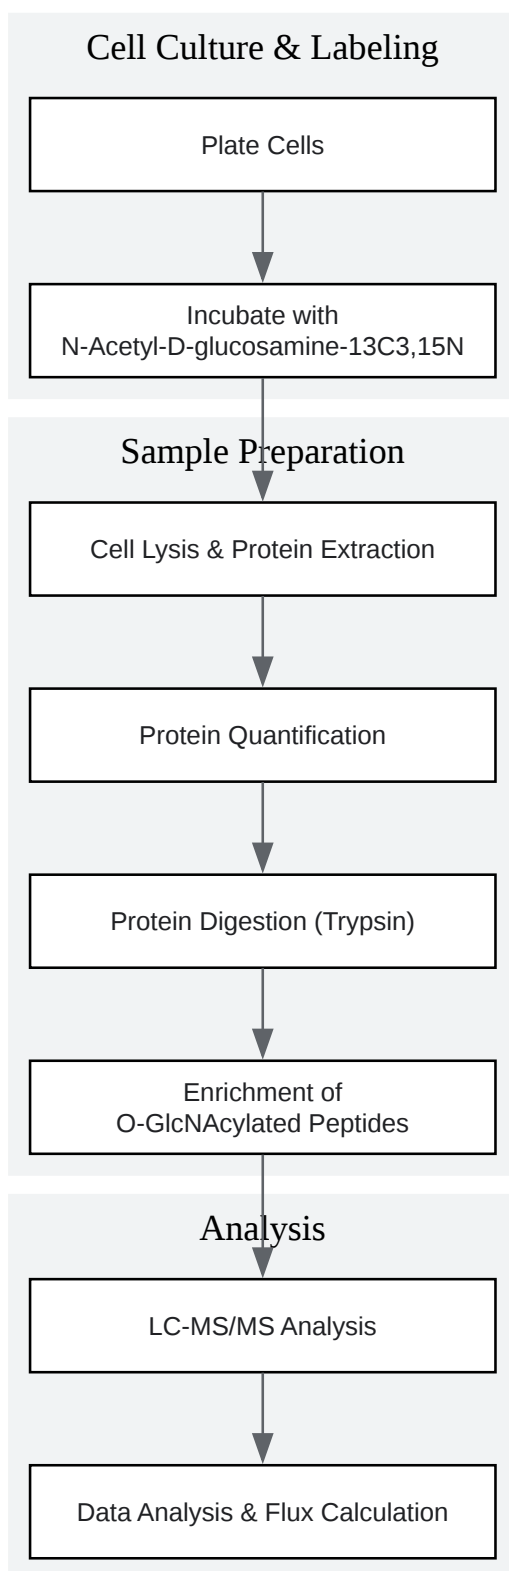 Cell Culture & Labeling
Plate Cells
Incubate with
N-Acetyl-D-glucosamine-13C3,15N
Sample Preparation
Cell Lysis & Protein Extraction
Protein Quantification
Protein Digestion (Trypsin)
Enrichment of
O-GlcNAcylated Peptides
Analysis
LC-MS/MS Analysis
Data Analysis & Flux Calculation